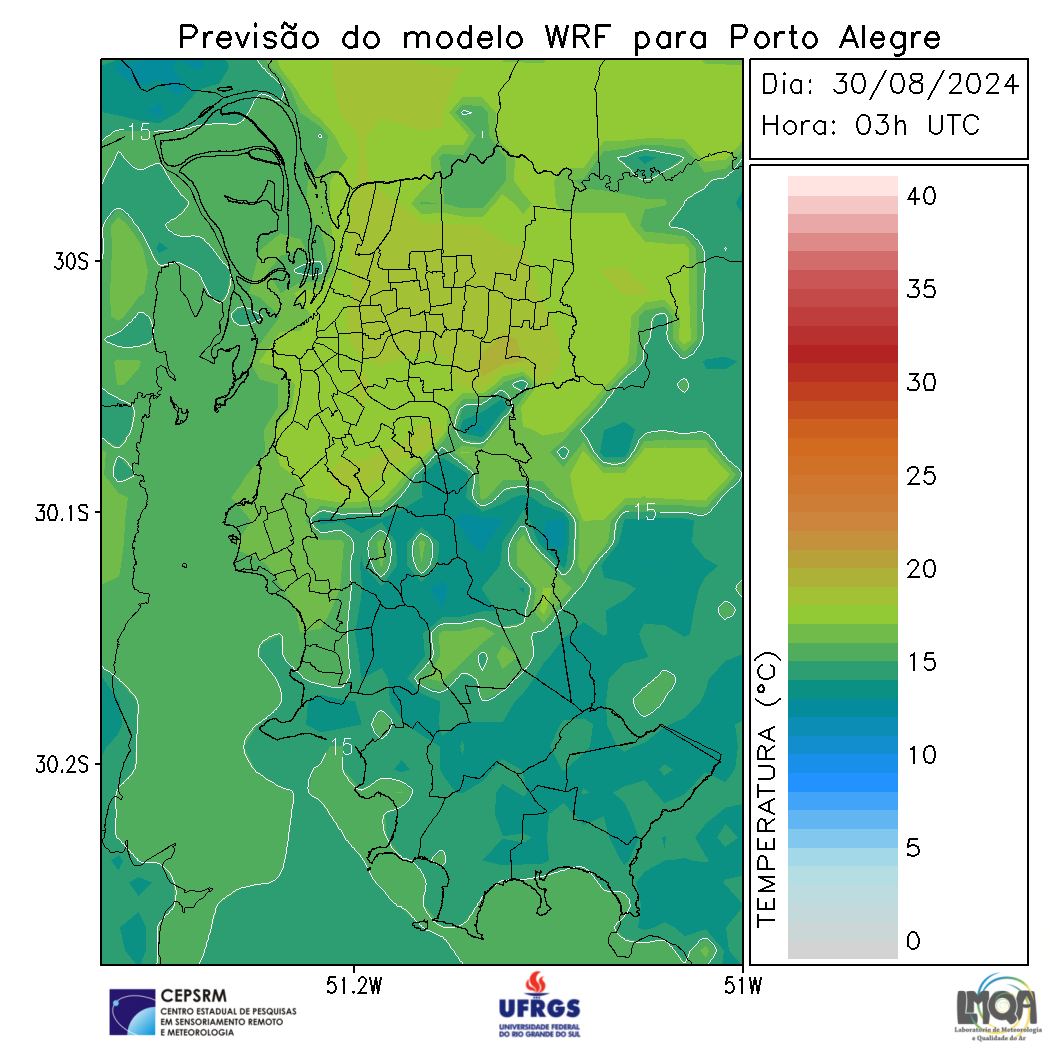 Previsão do modelo WRF para Porto Alegre
Dia: 30/08/2024
Hora: 03h UTC
15
30S
30.1S
15
15
30.2S
51.2W
51W
40
35
30
25
20
15
10
5
0
TEMPERATURA (°C)
CEPSRM
CENTRO ESTADUAL DE PESQUISAS
EM SENSORIAMENTO REMOTO
E METEOROLOGIA
UFRGS
UNIVERSIDADE FEDERAL
DO RIO GRANDE DO SUL
LMQA
Laboratório de Meteorologia
e Qualidade do Ar